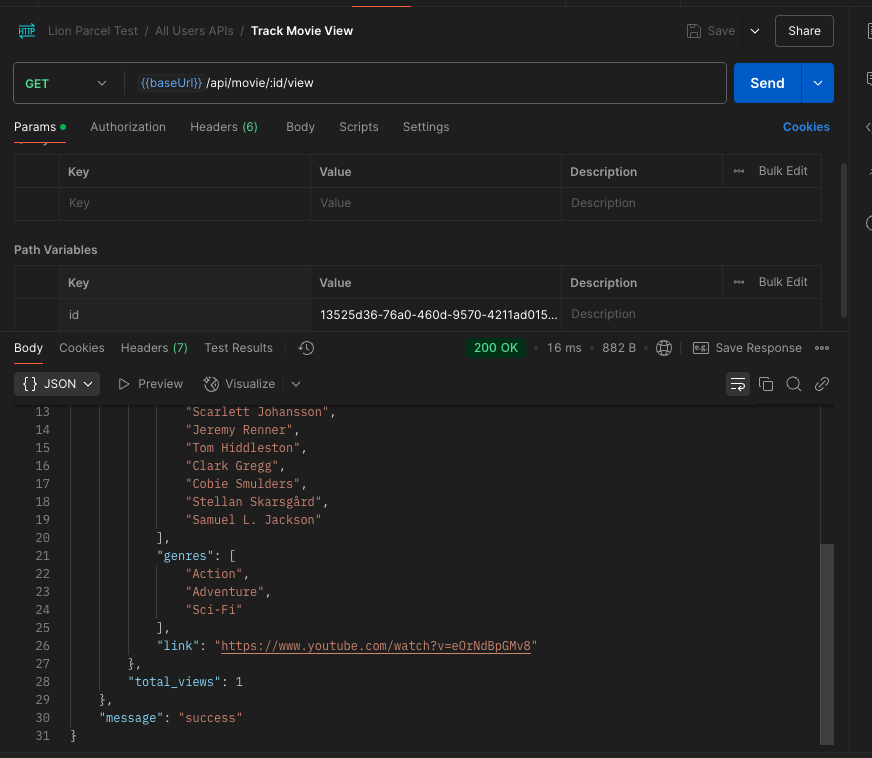 HTTP Lion Parcel Test / All Users APIs / Track Movie View Save Share
GET {{baseUrl}} /api/movie/:id/view Send
Params Authorization Headers (6) Body Scripts Settings Cookies
Key Value Description Bulk Edit
Key Value Description
Path Variables
Key Value Description Bulk Edit
id 13525d36-76a0-460d-9570-4211ad015... Description
Body Cookies Headers (7) Test Results 200 OK 16 ms 882 B e.g. Save Response
{} JSON Preview Visualize
13 "Scarlett Johansson",
14 "Jeremy Renner",
15 "Tom Hiddleston",
16 "Clark Gregg",
17 "Cobie Smulders",
18 "Stellan Skarsgård",
19 "Samuel L. Jackson"
20 ],
21 "genres": [
22 "Action",
23 "Adventure",
24 "Sci-Fi"
25 ],
26 "link": "https://www.youtube.com/watch?v=eOrNdBpGMv8"
27 },
28 "total_views": 1
29 },
30 "message": "success"
31 }